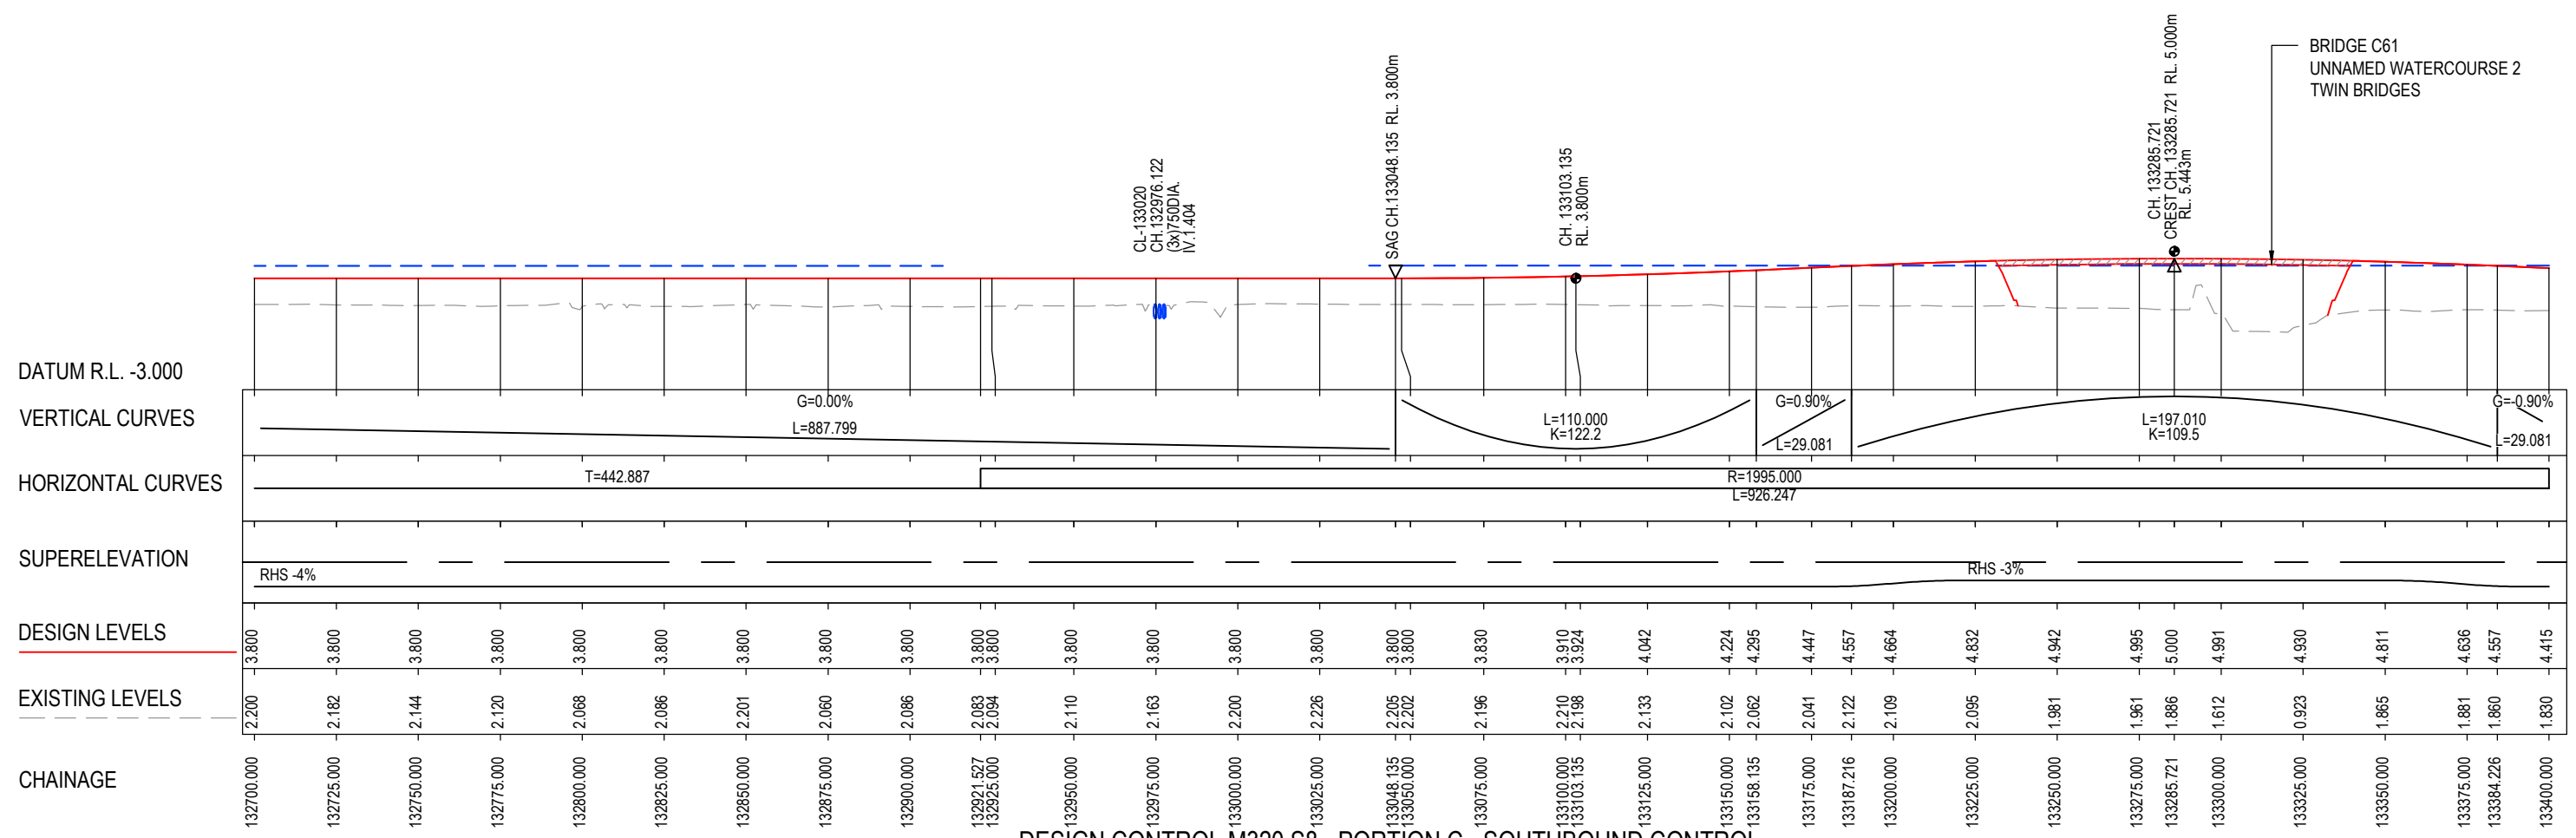 BRIDGE C61
UNNAMED WATERCOURSE 2
TWIN BRIDGES
CL-133020
CH.132976.122
(3x)750DIA.
IV.1.404
SAG CH.133048.135 RL. 3.800m
CH. 133103.135
RL. 3.800m
CH. 133285.721
CREST CH. 133285.721 RL. 5.000m
RL. 5.443m
DATUM R.L. -3.000
VERTICAL CURVES
G=0.00%
L=887.799
L=110.000
K=122.2
G=0.90%
L=29.081
L=197.010
K=109.5
G=-0.90%
L=29.081
HORIZONTAL CURVES
T=442.887
R=1995.000
L=926.247
SUPERELEVATION
RHS -4%
RHS -3%
DESIGN LEVELS
3.800 3.800 3.800 3.800 3.800 3.800 3.800 3.800 3.800 3.800 3.800 3.800 3.800 3.800 3.800 3.800 3.800 3.830 3.910 3.924 4.042 4.224 4.295 4.447 4.557 4.664 4.832 4.942 4.995 5.000 4.991 4.930 4.811 4.636 4.557 4.415
EXISTING LEVELS
2.200 2.182 2.144 2.120 2.068 2.086 2.201 2.060 2.086 2.083 2.094 2.110 2.163 2.200 2.226 2.205 2.202 2.196 2.210 2.198 2.133 2.102 2.062 2.041 2.122 2.109 2.095 1.981 1.961 1.886 1.612 0.923 1.865 1.881 1.860 1.830
CHAINAGE
132700.000 132725.000 132750.000 132775.000 132800.000 132825.000 132850.000 132875.000 132900.000 132921.527 132925.000 132950.000 132975.000 133000.000 133025.000 133048.135 133050.000 133075.000 133100.000 133103.135 133125.000 133150.000 133158.135 133175.000 133187.216 133200.000 133225.000 133250.000 133275.000 133285.721 133300.000 133325.000 133350.000 133375.000 133384.226 133400.000
DESIGN CONTROL M320 S8 - PORTION C - SOUTHBOUND CONTROL